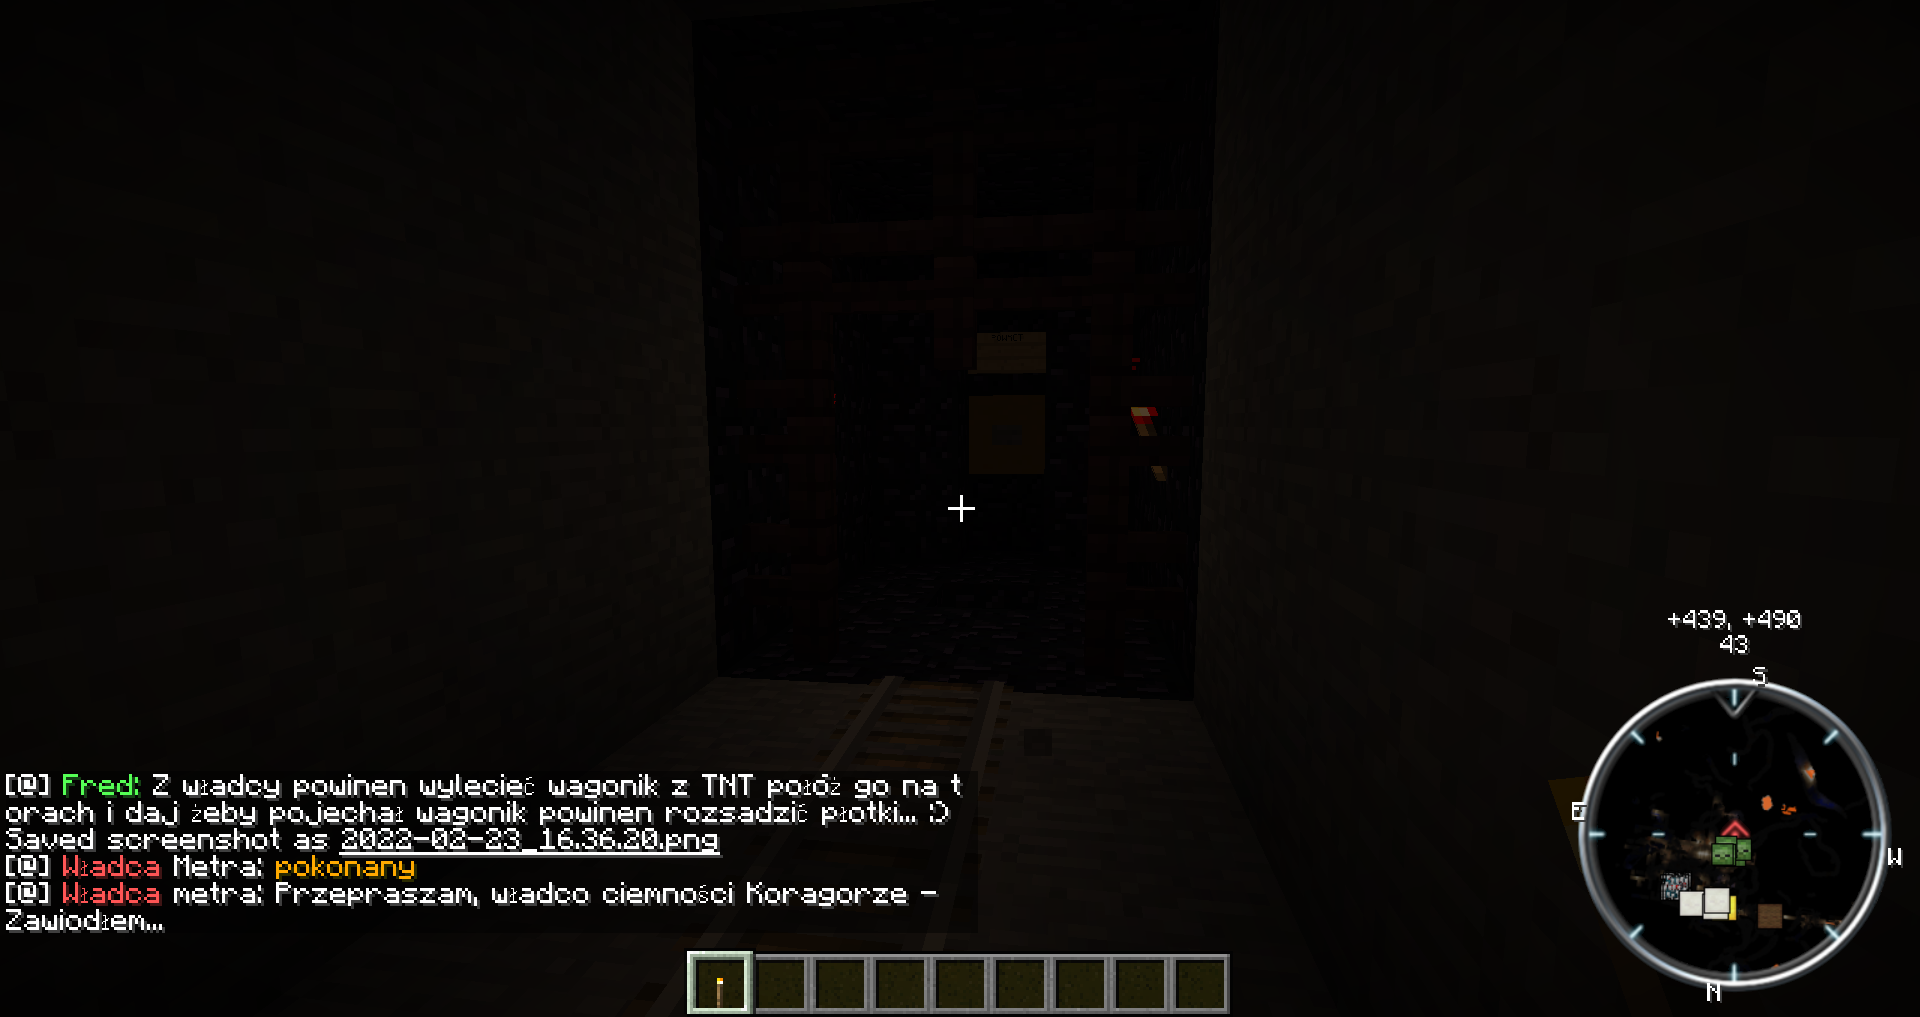 +439, +490
43
S
E
W
N
[@] Fred: Z władcy powinen wylecieć wagonik z TNT połóż go na t
orach i daj żeby pojechał wagonik powinen rozsadzić płotki... :)
Saved screenshot as 2022-02-23_16.36.20.png
[@] Władca Metra: pokonany
[@] Władca metra: Przepraszam, władco ciemności Koragorze -
Zawiodłem...